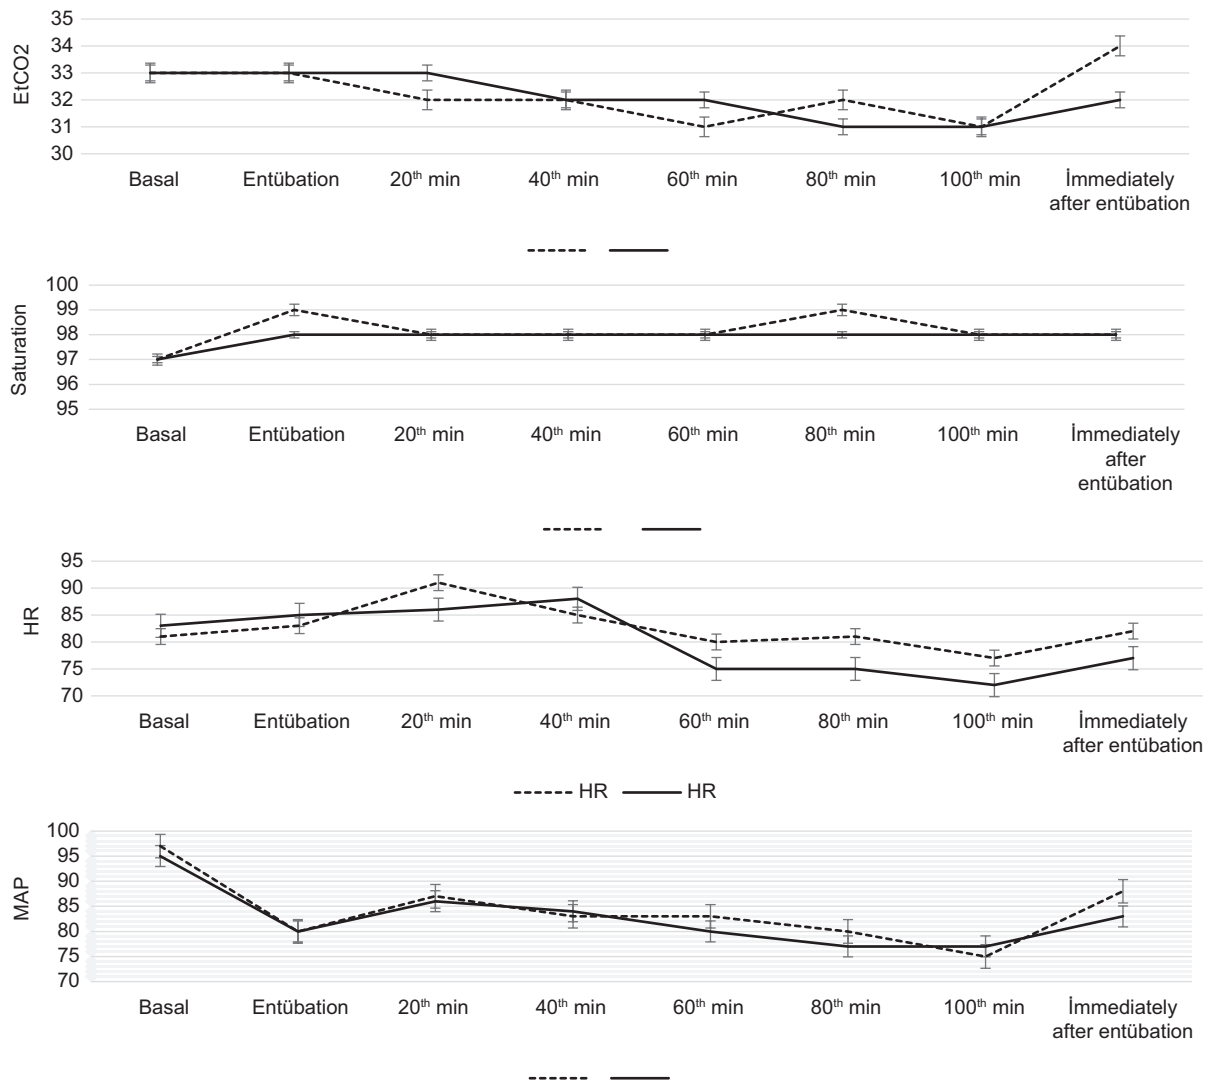 EtCO2
35
34
33
32
31
30
Basal Entübation 20th min 40th min 60th min 80th min 100th min İmmediately
after entübation
Saturation
100
99
98
97
96
95
Basal Entübation 20th min 40th min 60th min 80th min 100th min İmmediately
after
entübation
HR
95
90
85
80
75
70
Basal Entübation 20th min 40th min 60th min 80th min 100th min İmmediately
after entübation
HR HR
MAP
100
95
90
85
80
75
70
Basal Entübation 20th min 40th min 60th min 80th min 100th min İmmediately
after entübation